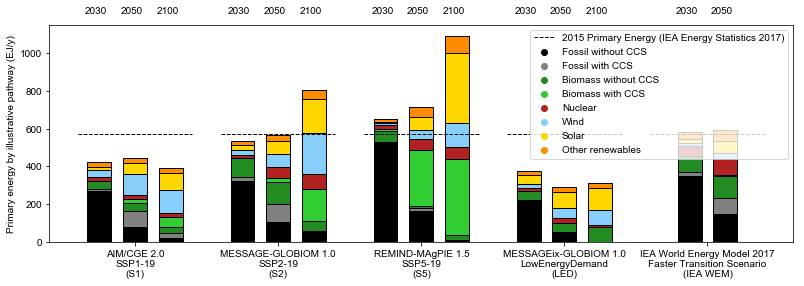 2030 2050 2100 2030 2050 2100 2030 2050 2100 2030 2050 2100 2030 2050
Primary energy by illustrative pathway (EJ/y)
1000
800
600
400
200
0
2015 Primary Energy (IEA Energy Statistics 2017)
Fossil without CCS
Fossil with CCS
Biomass without CCS
Biomass with CCS
Nuclear
Wind
Solar
Other renewables
AIM/CGE 2.0
SSP1-19
(S1)
MESSAGE-GLOBIOM 1.0
SSP2-19
(S2)
REMIND-MAgPIE 1.5
SSP5-19
(S5)
MESSAGEix-GLOBIOM 1.0
LowEnergyDemand
(LED)
IEA World Energy Model 2017
Faster Transition Scenario
(IEA WEM)